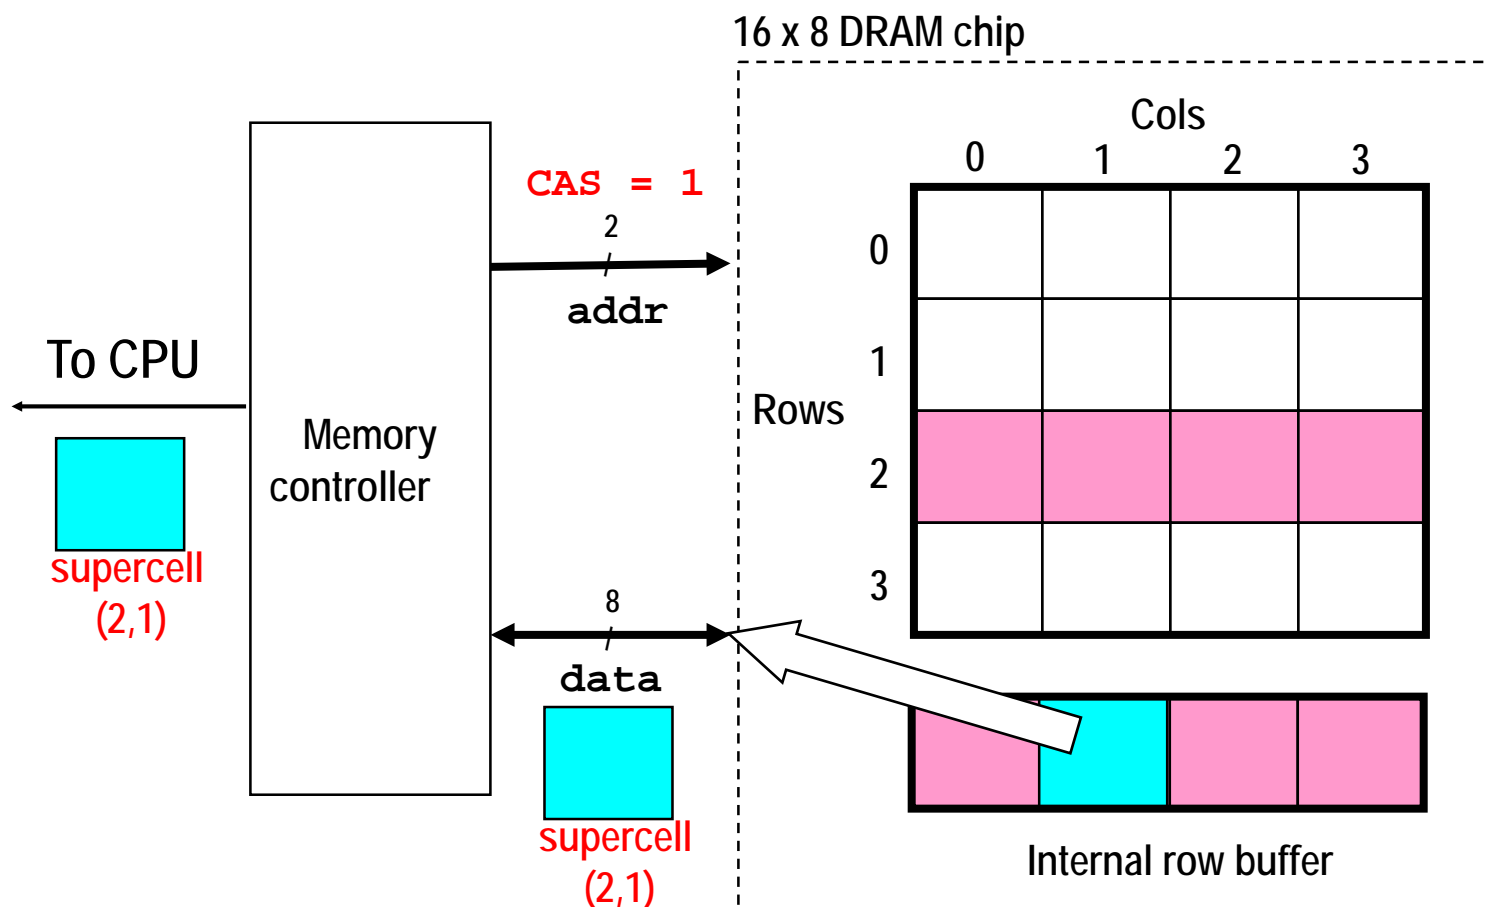 16 x 8 DRAM chip
Cols
0 1 2 3
CAS = 1
2
addr
0
1
Rows
2
3
To CPU
Memory
controller
supercell
(2,1)
8
data
supercell
(2,1)
Internal row buffer